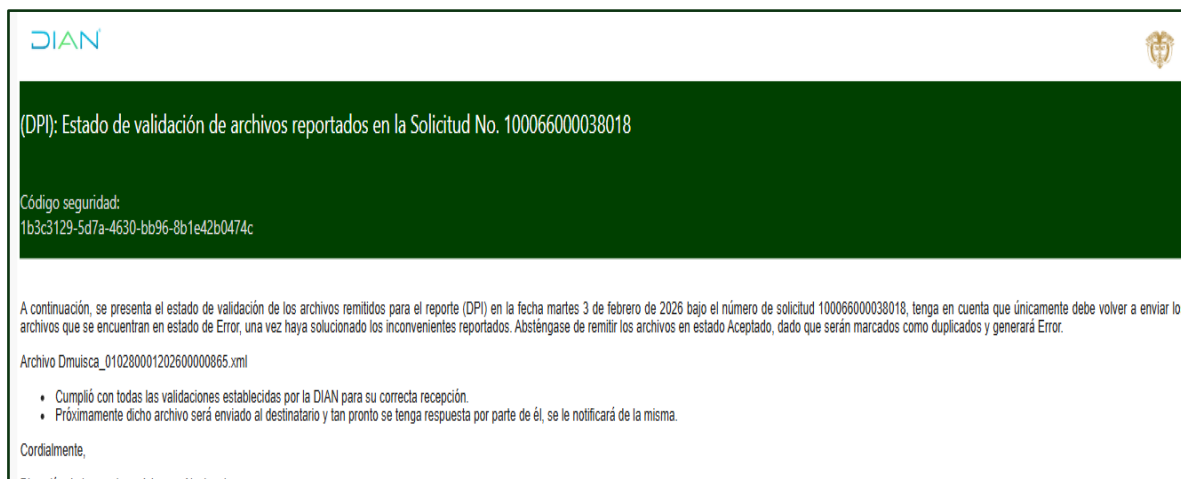 DIAN
(DPI): Estado de validación de archivos reportados en la Solicitud No. 100066000038018
Código seguridad:
1b3c3129-5d7a-4630-bb96-8b1e42b0474c
A continuación, se presenta el estado de validación de los archivos remitidos para el reporte (DPI) en la fecha martes 3 de febrero de 2026 bajo el número de solicitud 100066000038018, tenga en cuenta que únicamente debe volver a enviar lo
archivos que se encuentran en estado de Error, una vez haya solucionado los inconvenientes reportados. Absténgase de remitir los archivos en estado Aceptado, dado que serán marcados como duplicados y generará Error.
Archivo Dmuisca_010280001202600000865.xml
• Cumplió con todas las validaciones establecidas por la DIAN para su correcta recepción.
• Próximamente dicho archivo será enviado al destinatario y tan pronto se tenga respuesta por parte de él, se le notificará de la misma.
Cordialmente,